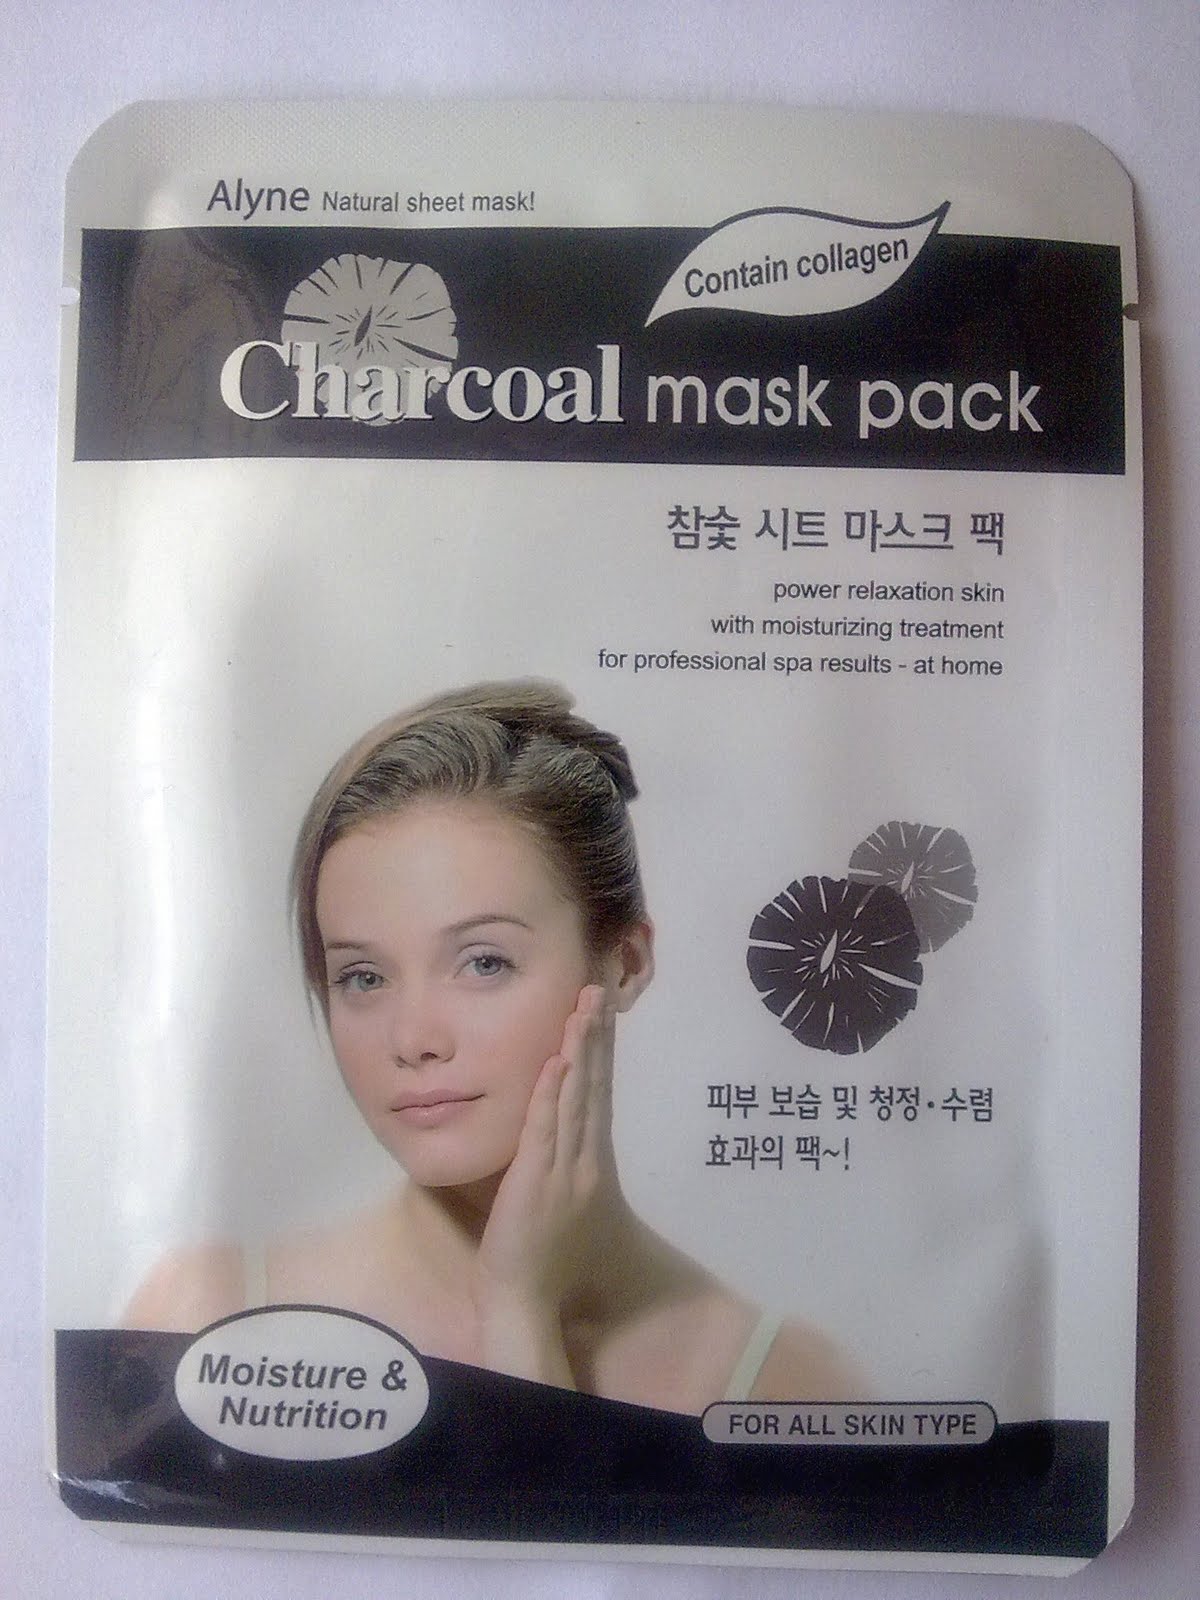 Alyne Natural sheet mask!
Contain collagen
Charcoal mask pack
참숯 시트 마스크 팩
power relaxation skin
with moisturizing treatment
for professional spa results - at home
피부 보습 및 청정·수렴
효과의 팩~!
Moisture &
Nutrition
FOR ALL SKIN TYPE